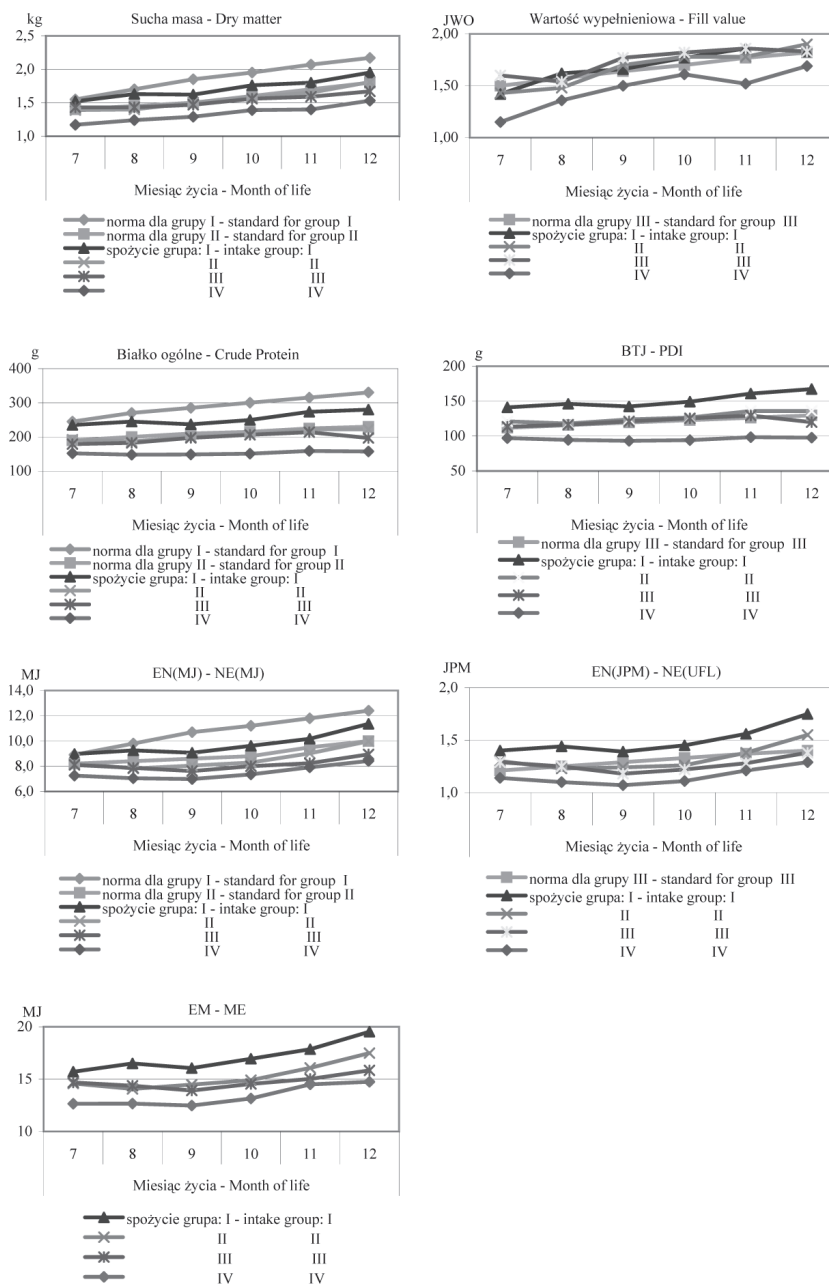 kg
Sucha masa - Dry matter
2,5
2,0
1,5
1,0
7 8 9 10 11 12
Miesiąc życia - Month of life
norma dla grupy I - standard for group I
norma dla grupy II - standard for group II
spożycie grupa: I - intake group: I
II II
III III
IV IV
JWO
Wartość wypełnieniowa - Fill value
2,00
1,50
1,00
7 8 9 10 11 12
Miesiąc życia - Month of life
norma dla grupy III - standard for group III
spożycie grupa: I - intake group: I
II II
III III
IV IV
g
Białko ogólne - Crude Protein
400
300
200
100
7 8 9 10 11 12
Miesiąc życia - Month of life
norma dla grupy I - standard for group I
norma dla grupy II - standard for group II
spożycie grupa: I - intake group: I
II II
III III
IV IV
g
BTJ - PDI
200
150
100
50
7 8 9 10 11 12
Miesiąc życia - Month of life
norma dla grupy III - standard for group III
spożycie grupa: I - intake group: I
II II
III III
IV IV
MJ
EN(MJ) - NE(MJ)
14,0
12,0
10,0
8,0
6,0
7 8 9 10 11 12
Miesiąc życia - Month of life
norma dla grupy I - standard for group I
norma dla grupy II - standard for group II
spożycie grupa: I - intake group: I
II II
III III
IV IV
JPM
EN(JPM) - NE(UFL)
2,0
1,5
1,0
7 8 9 10 11 12
Miesiąc życia - Month of life
norma dla grupy III - standard for group III
spożycie grupa: I - intake group: I
II II
III III
IV IV
MJ
EM - ME
20
15
10
7 8 9 10 11 12
Miesiąc życia - Month of life
spożycie grupa: I - intake group: I
II II
III III
IV IV